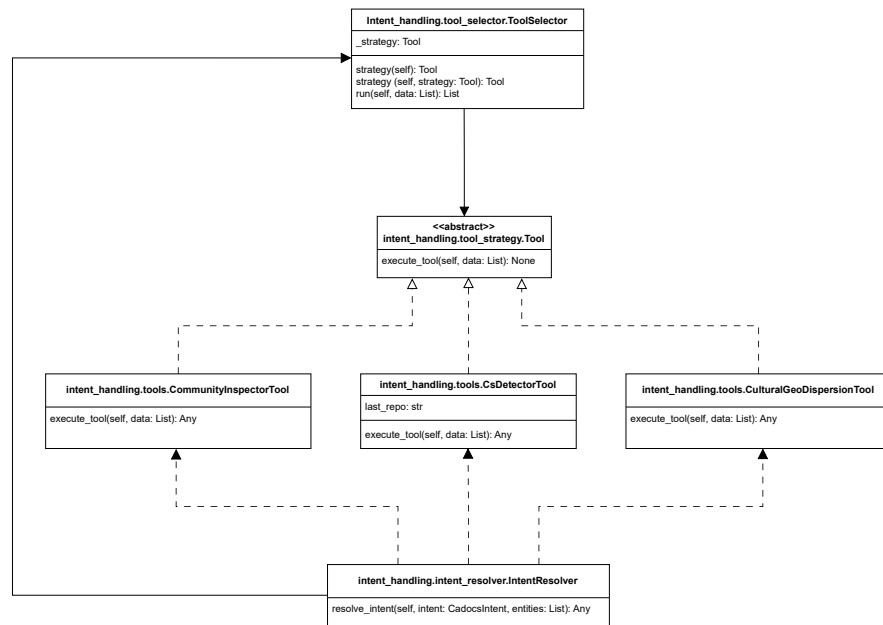 Intent_handling.tool_selector.ToolSelector
_strategy: Tool
strategy(self): Tool
strategy (self, strategy: Tool): Tool
run(self, data: List): List
<<abstract>>
intent_handling.tool_strategy.Tool
execute_tool(self, data: List): None
intent_handling.tools.CommunityInspectorTool
execute_tool(self, data: List): Any
intent_handling.tools.CsDetectorTool
last_repo: str
execute_tool(self, data: List): Any
intent_handling.tools.CulturalGeoDispersionTool
execute_tool(self, data: List): Any
intent_handling.intent_resolver.IntentResolver
resolve_intent(self, intent: CadocsIntent, entities: List): Any